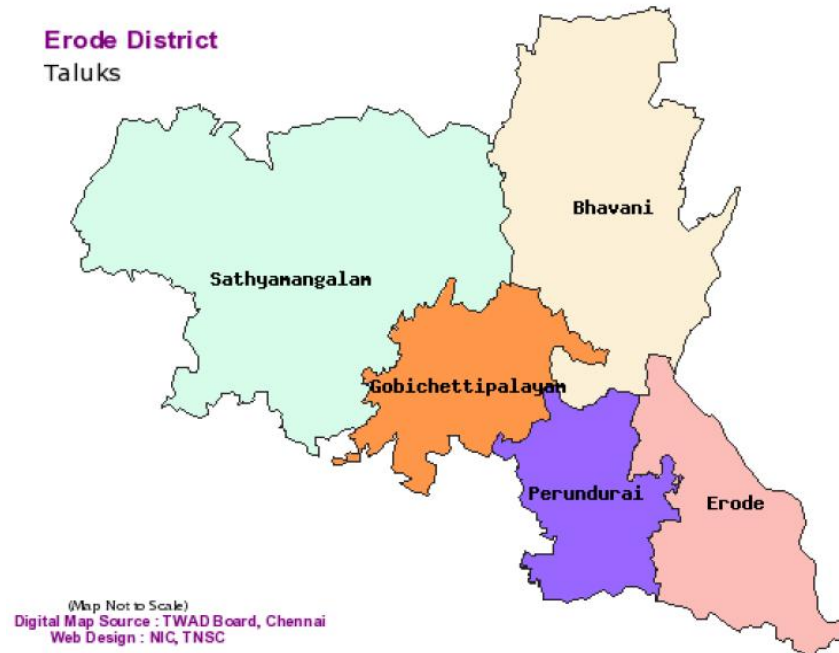 Erode District
Taluks
Bhavani
Sathyamangalam
Gobichettipalayam
Perundurai
Erode
(Map Not to Scale)
Digital Map Source : TWAD Board, Chennai
Web Design : NIC, TNSC